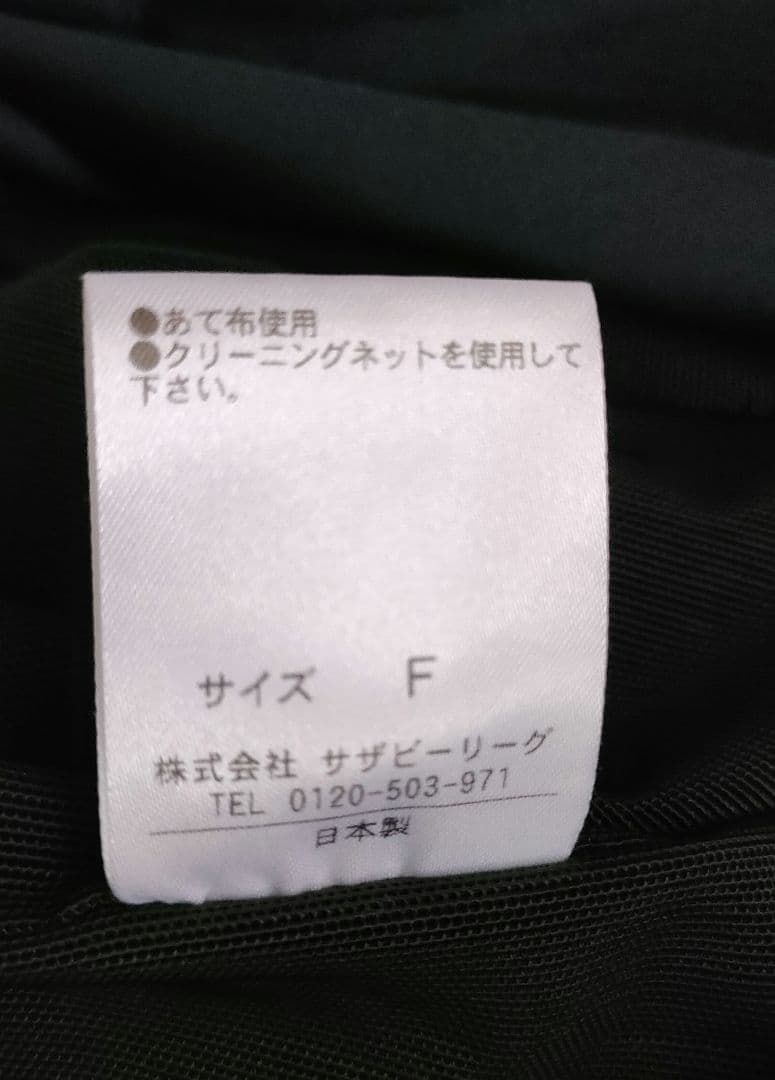 ●あて布使用
●クリーニングネットを使用して
下さい。
サイズ F
株式会社 サザビーリーグ
TEL 0120-503-971
日本製